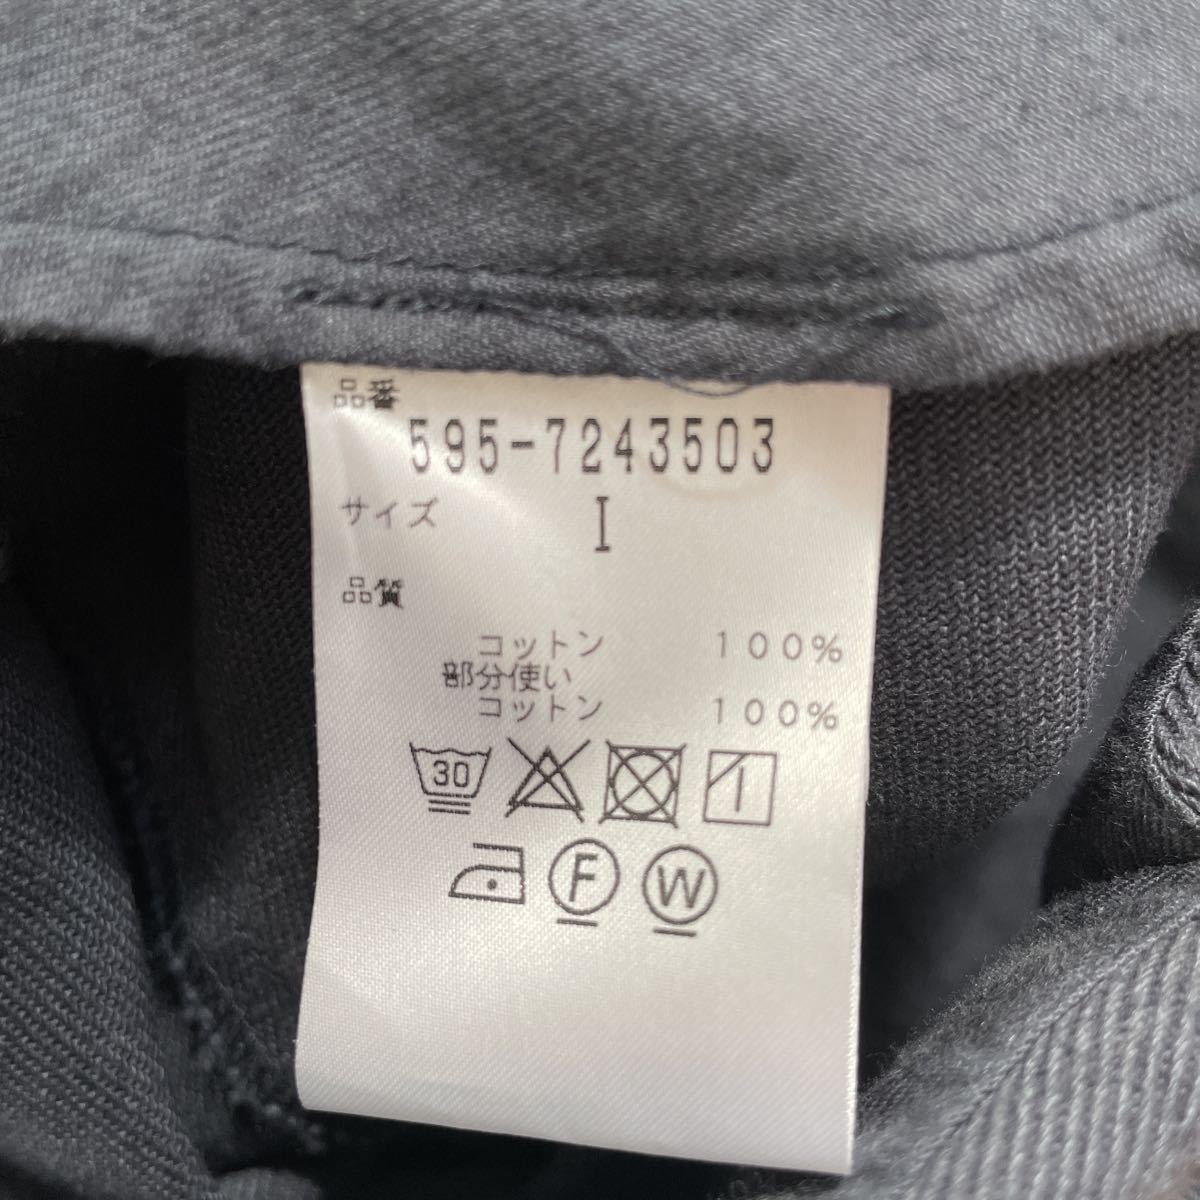 品番
595-7243503
サイズ I
品質
コットン 100%
部分使い
コットン 100%
30
F W